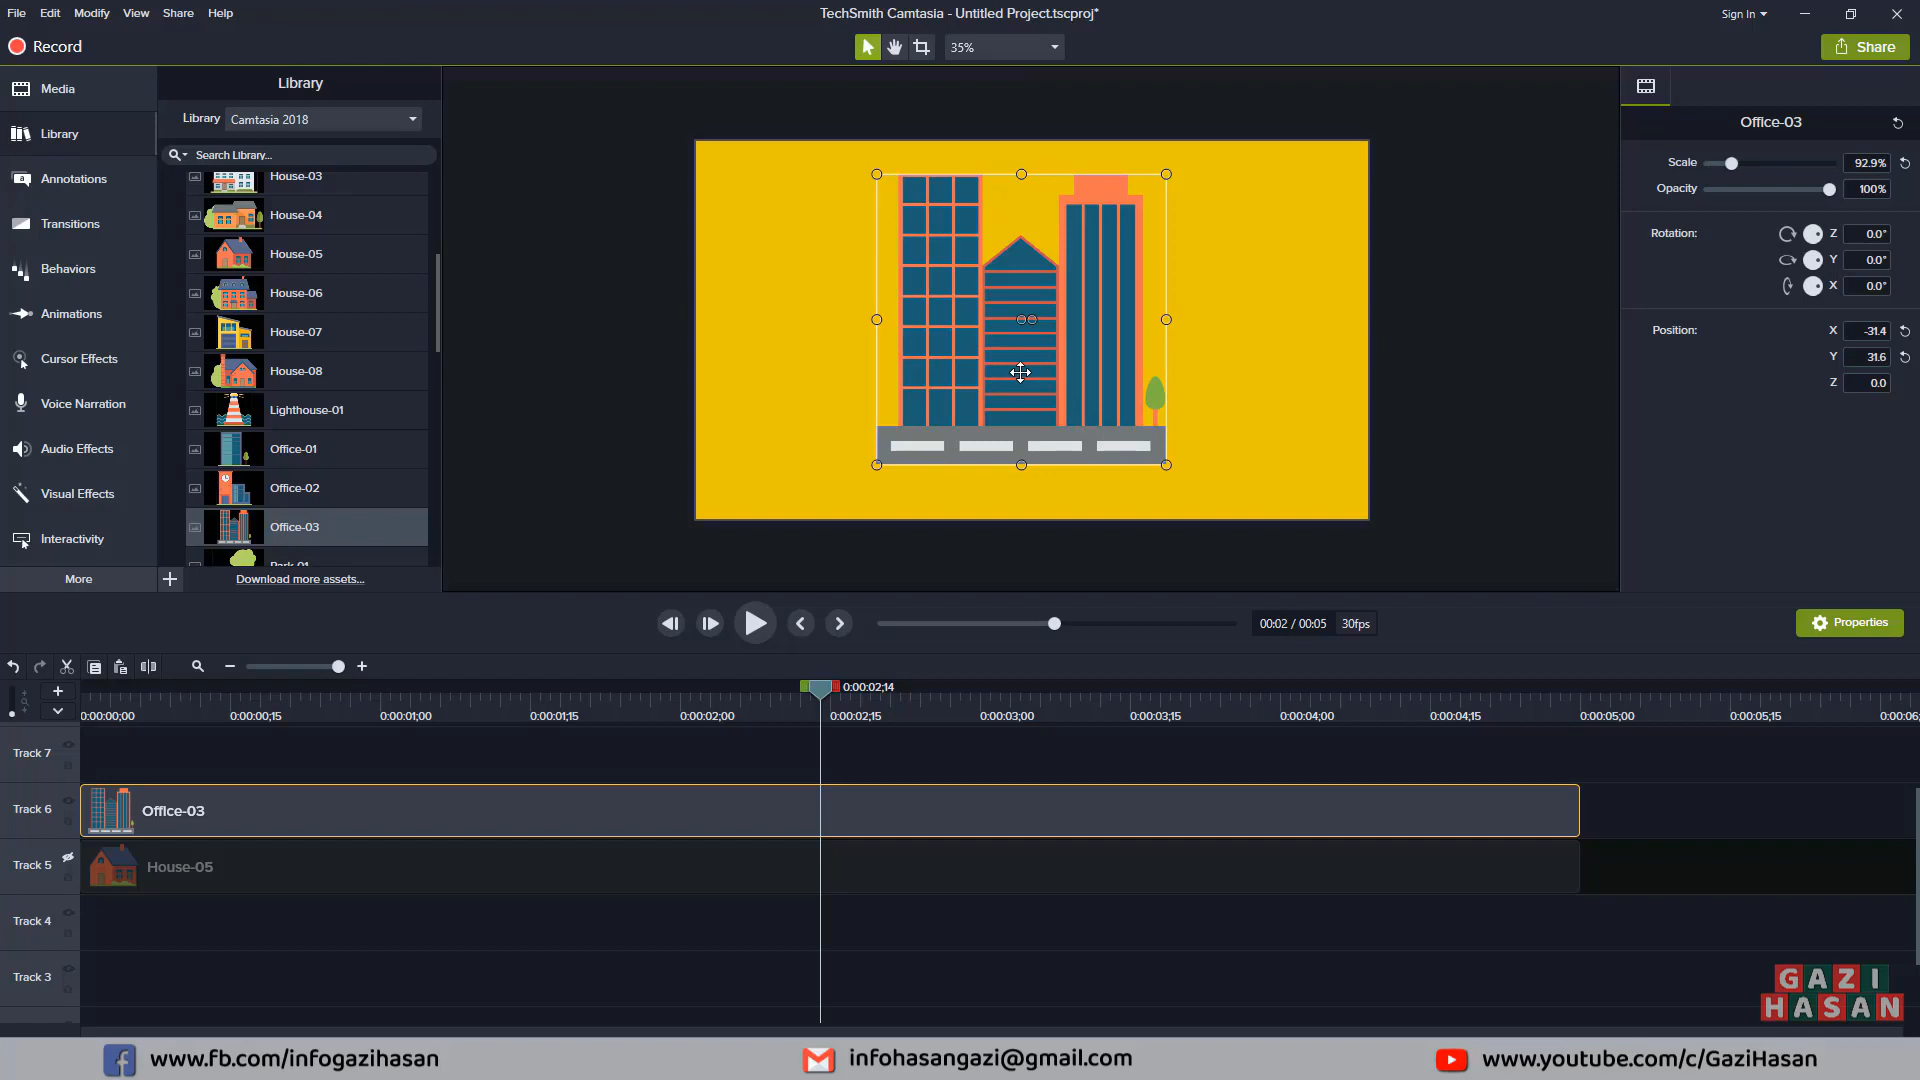 File Edit Modify View Share Help
TechSmith Camtasia - Untitled Project.tscproj*
Sign In
Record
35%
Share
Media
Library
Annotations
Transitions
Behaviors
Animations
Cursor Effects
Voice Narration
Audio Effects
Visual Effects
Interactivity
More
Library
Library Camtasia 2018
Search Library...
House-03
House-04
House-05
House-06
House-07
House-08
Lighthouse-01
Office-01
Office-02
Office-03
Park-01
Download more assets...
Office-03
Scale 92.9%
Opacity 100%
Rotation: Z 0.0°
Y 0.0°
X 0.0°
Position: X -31.4
Y 31.6
Z 0.0
00:02 / 00:05 30fps
Properties
0:00:02;14
0:00:00;00 0:00:00;15 0:00:01;00 0:00:01;15 0:00:02;00 0:00:02;15 0:00:03;00 0:00:03;15 0:00:04;00 0:00:04;15 0:00:05;00 0:00:05;15 0:00:06;
Track 7
Track 6 Office-03
Track 5 House-05
Track 4
Track 3
GAZI
HASAN
www.fb.com/infogazihasan infohasangazi@gmail.com www.youtube.com/c/GaziHasan